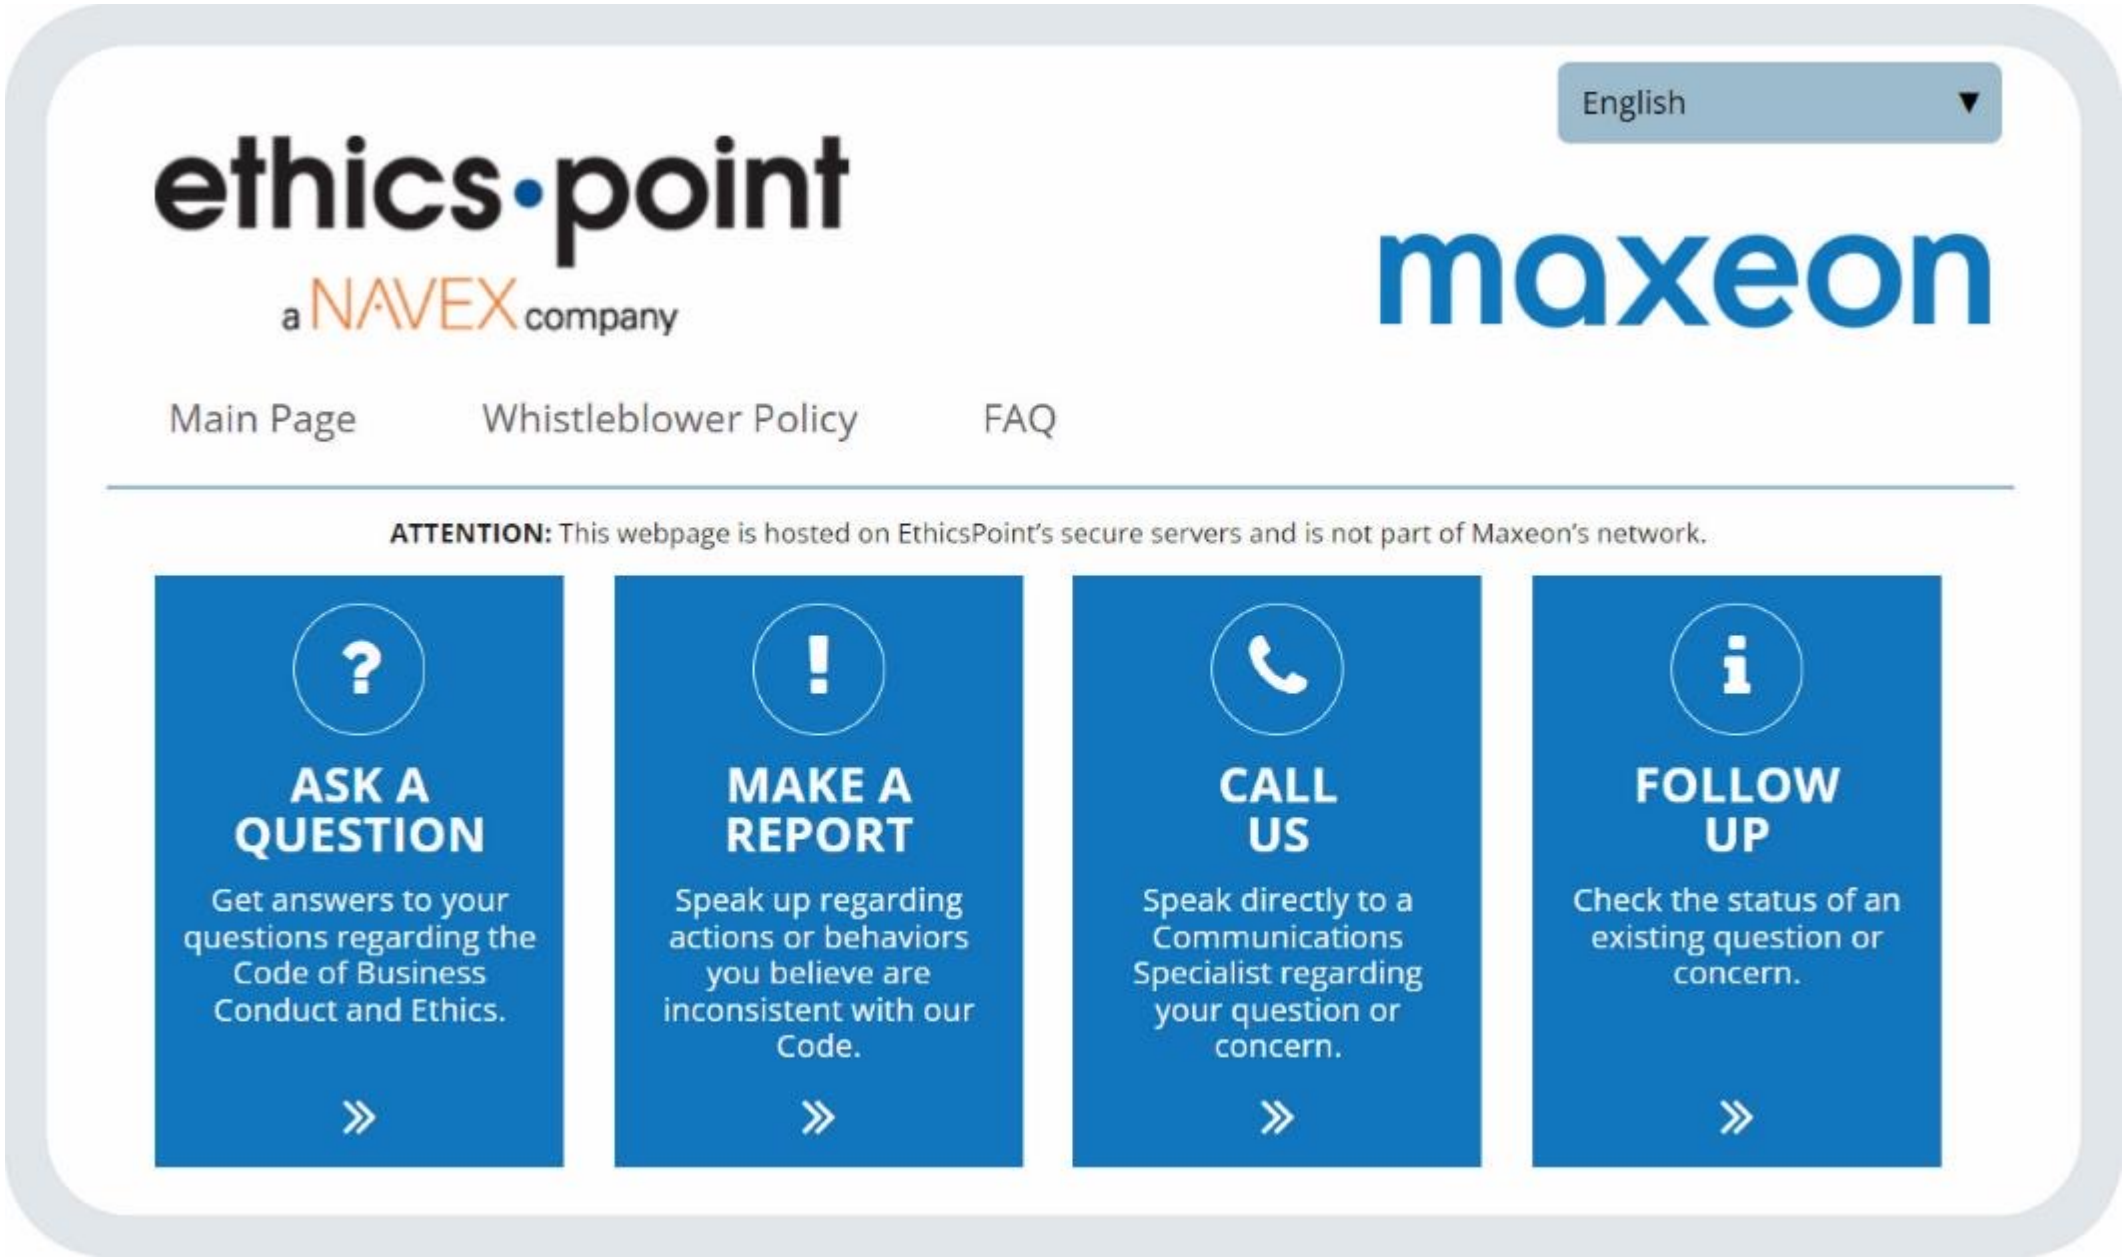 English ▼
ethics·point
a NAVEX company
maxeon
Main Page Whistleblower Policy FAQ
ATTENTION: This webpage is hosted on EthicsPoint's secure servers and is not part of Maxeon's network.
?
ASK A
QUESTION
Get answers to your
questions regarding the
Code of Business
Conduct and Ethics.
»
!
MAKE A
REPORT
Speak up regarding
actions or behaviors
you believe are
inconsistent with our
Code.
»
CALL
US
Speak directly to a
Communications
Specialist regarding
your question or
concern.
»
i
FOLLOW
UP
Check the status of an
existing question or
concern.
»